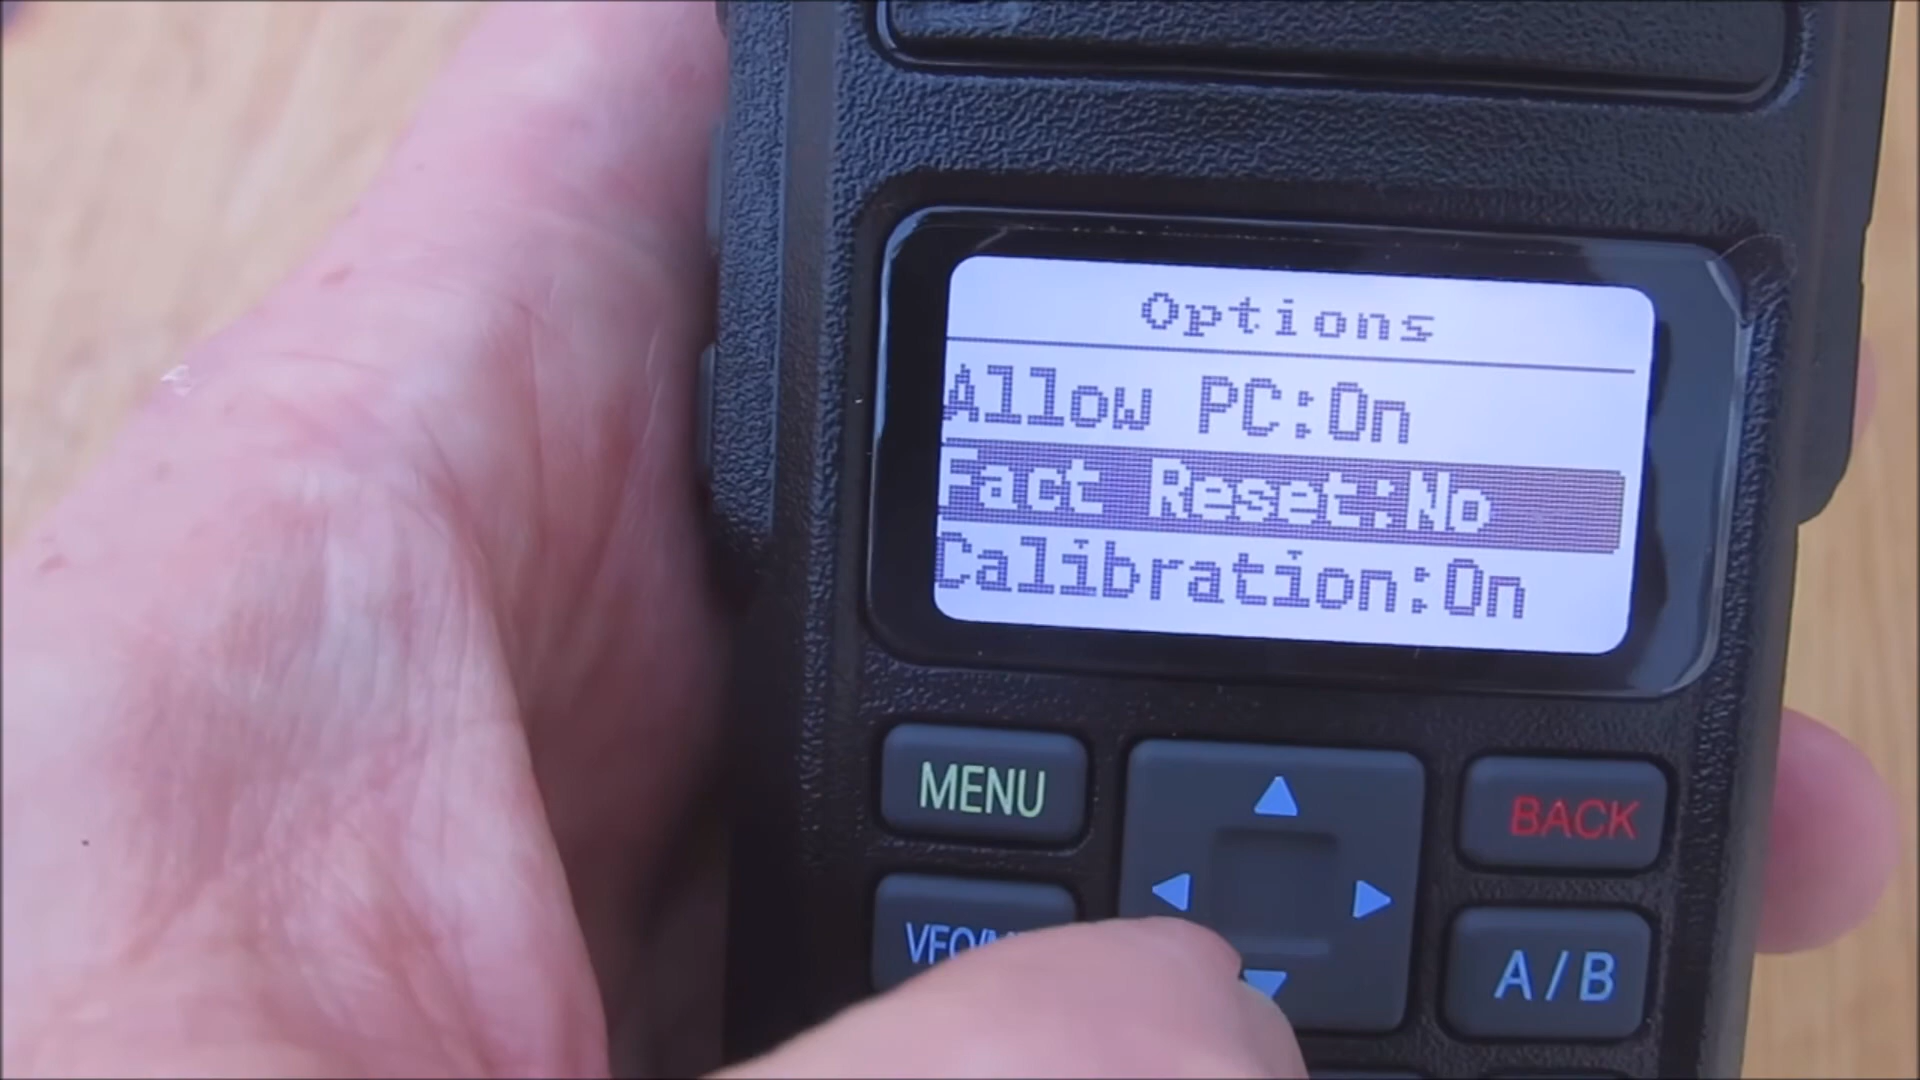 Options
Allow PC:On
Fact Reset:No
Calibration:On
MENU
BACK
A/B